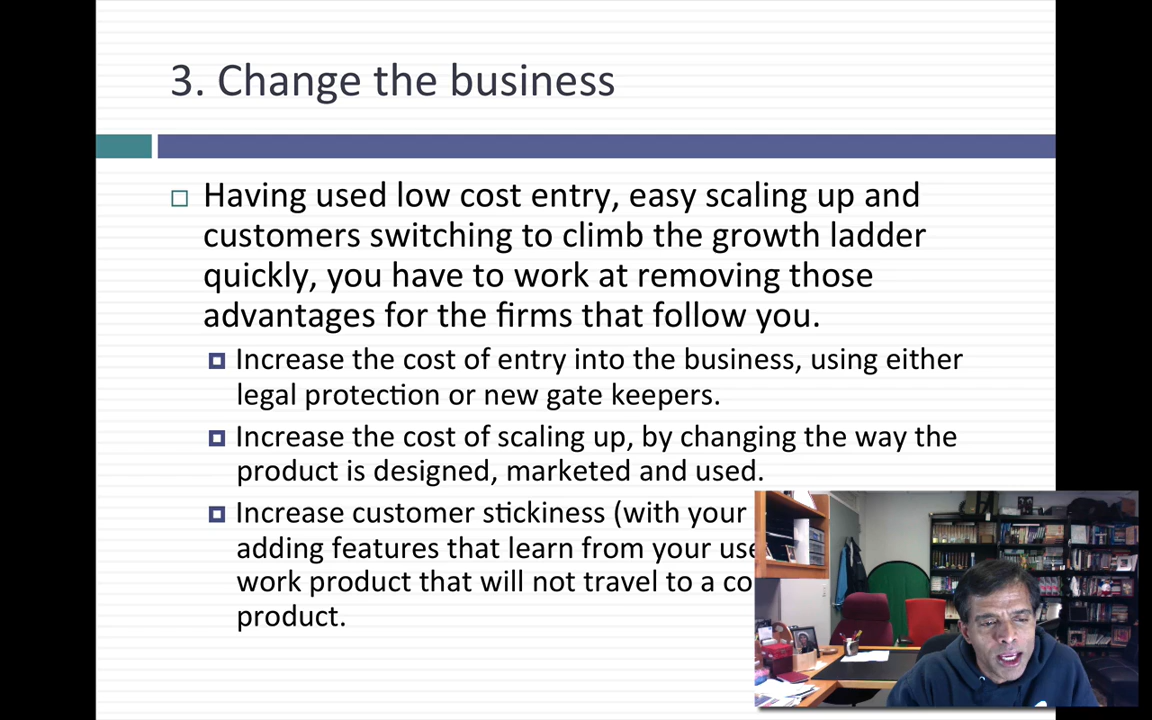 3. Change the business
Having used low cost entry, easy scaling up and
customers switching to climb the growth ladder
quickly, you have to work at removing those
advantages for the firms that follow you.
Increase the cost of entry into the business, using either
legal protection or new gate keepers.
Increase the cost of scaling up, by changing the way the
product is designed, marketed and used.
Increase customer stickiness (with your
adding features that learn from your
work product that will not travel to a
product.